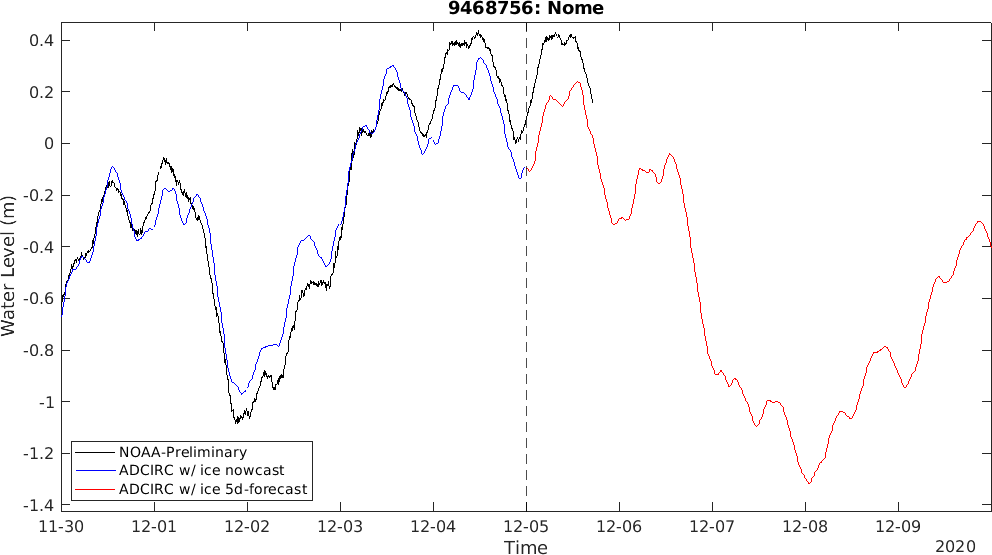 9468756: Nome
Water Level (m)
0.4
0.2
0
-0.2
-0.4
-0.6
-0.8
-1
-1.2
-1.4
NOAA-Preliminary
ADCIRC w/ ice nowcast
ADCIRC w/ ice 5d-forecast
11-30 12-01 12-02 12-03 12-04 12-05 12-06 12-07 12-08 12-09
Time
2020